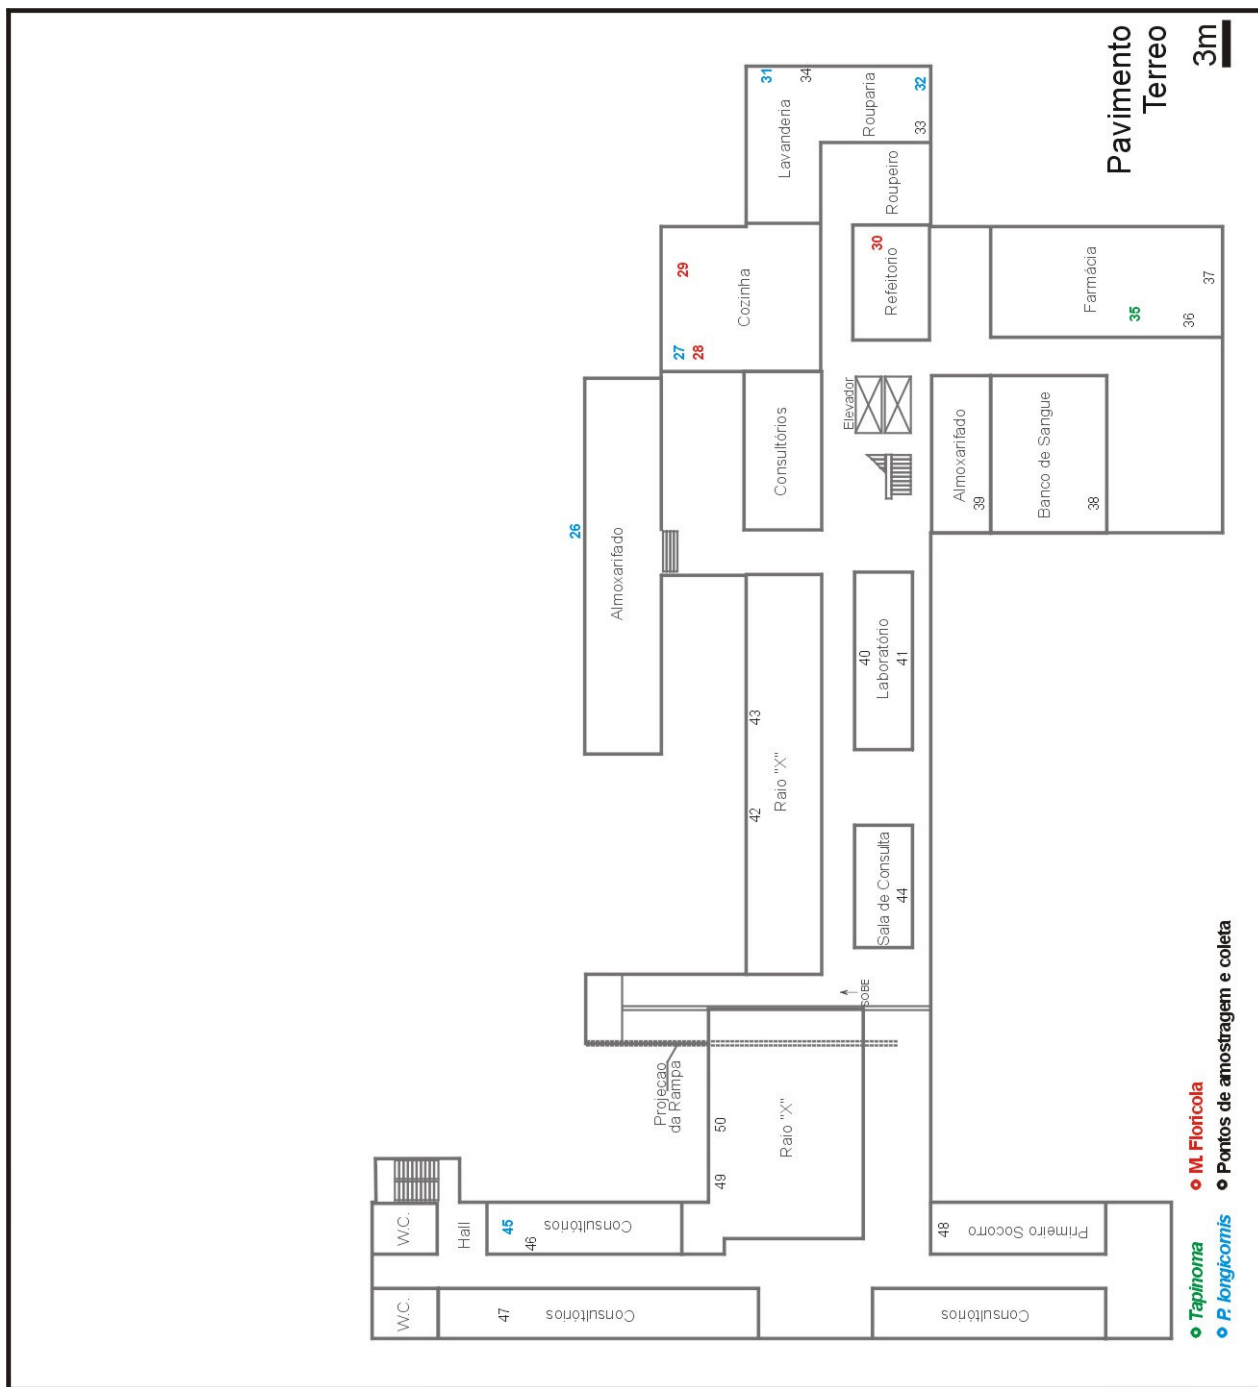 Pavimento
Terreo
3m
31
34
Lavanderia
Rouparia
32
33
Roupeiro
29
Cozinha
27
28
30
Refeitorio
Farmácia
35
36
37
Elevador
Consultórios
Almoxarifado
39
Banco de Sangue
38
26
Almoxarifado
40
Laboratório
41
43
Raio "X"
42
Sala de Consulta
44
SOBE
Projecao
da Rampa
50
49
Raio "X"
W.C.
Hall
45
46
Consultórios
48
Primeiro Socorro
W.C.
47
Consultórios
Consultórios
Tapinoma
M. Floricola
P. longicornis
Pontos de amostragem e coleta